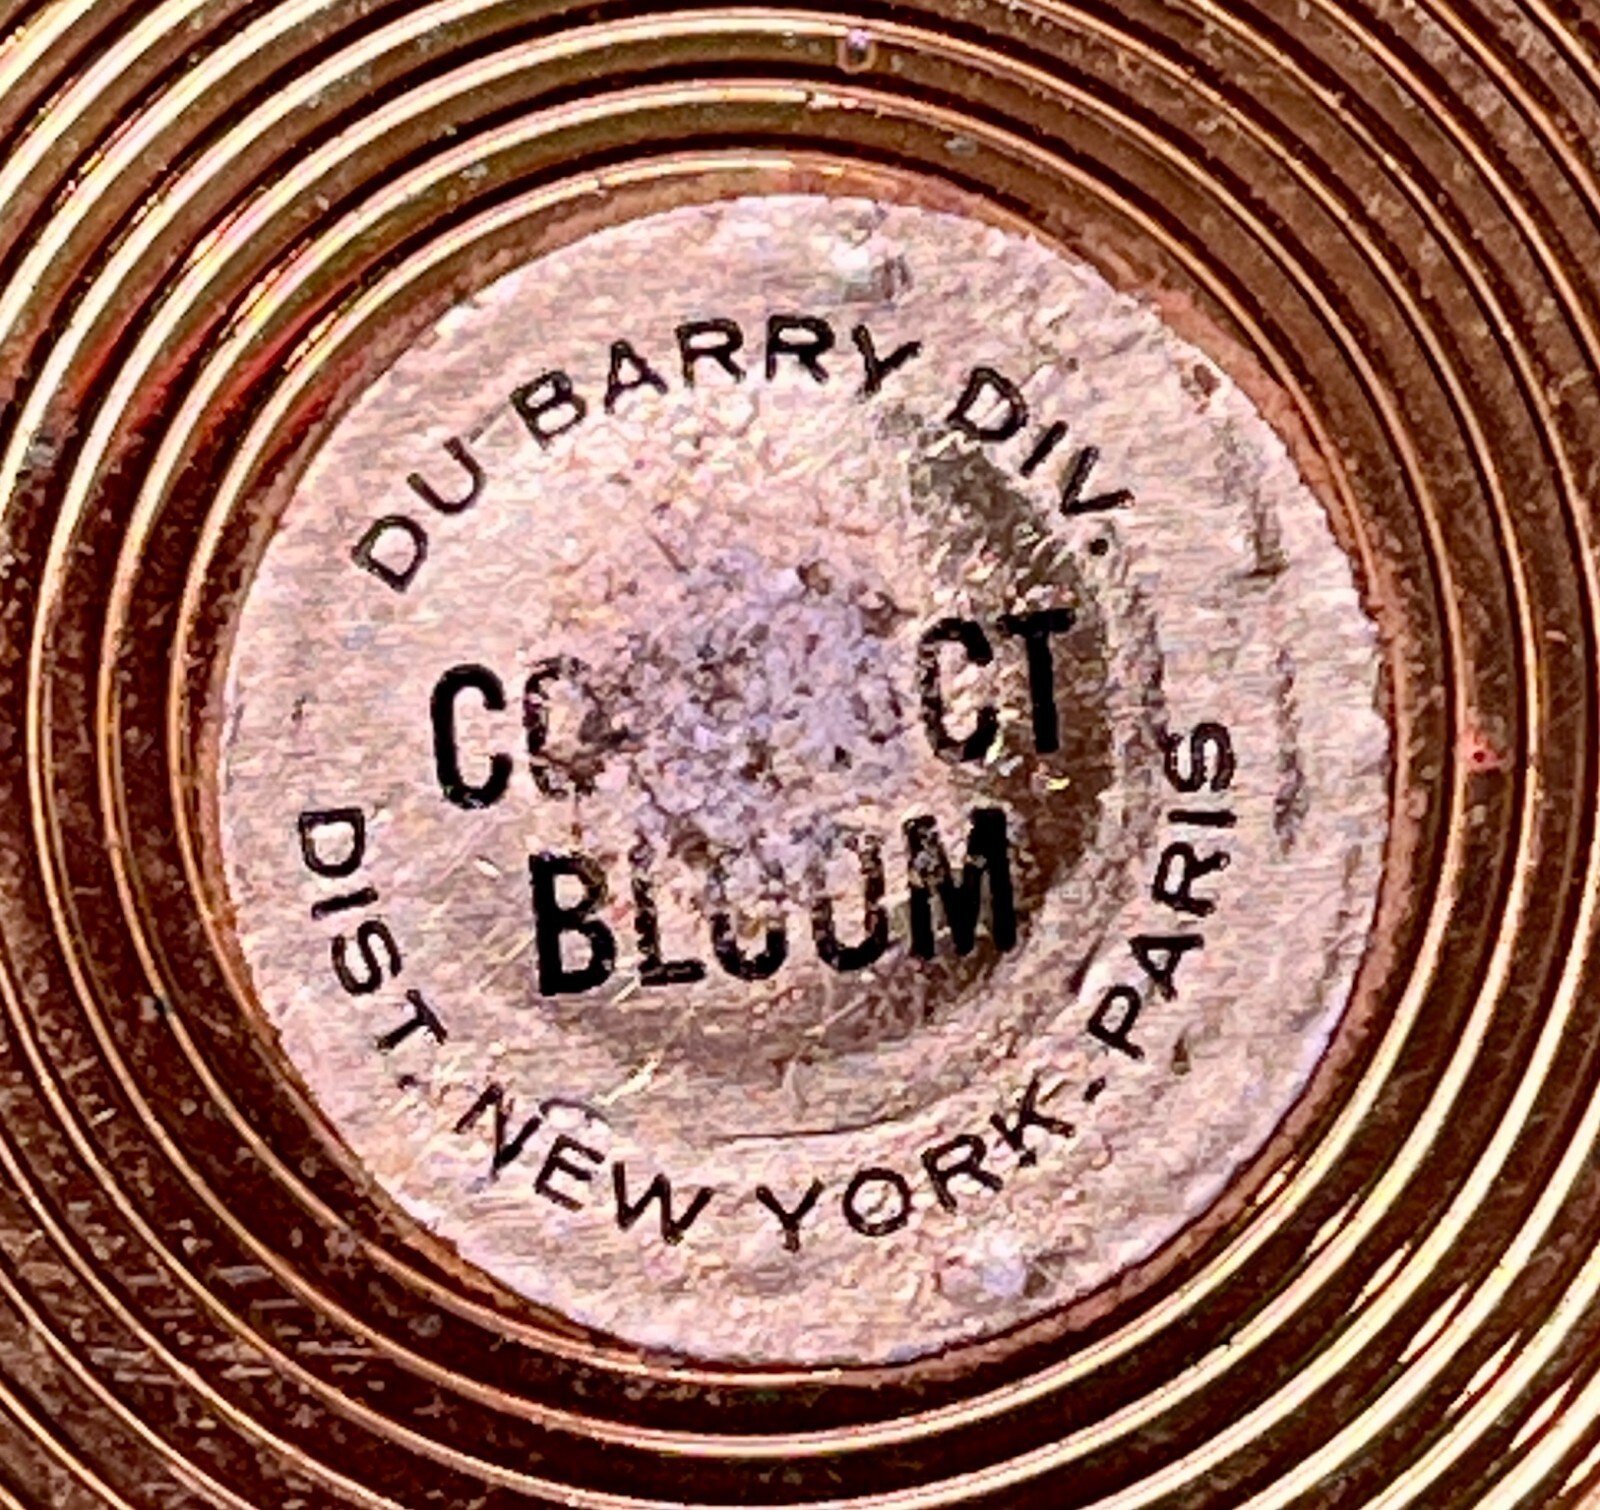 DU BARRY DIV.
BLOOM
DIST. NEW YORK-PARIS